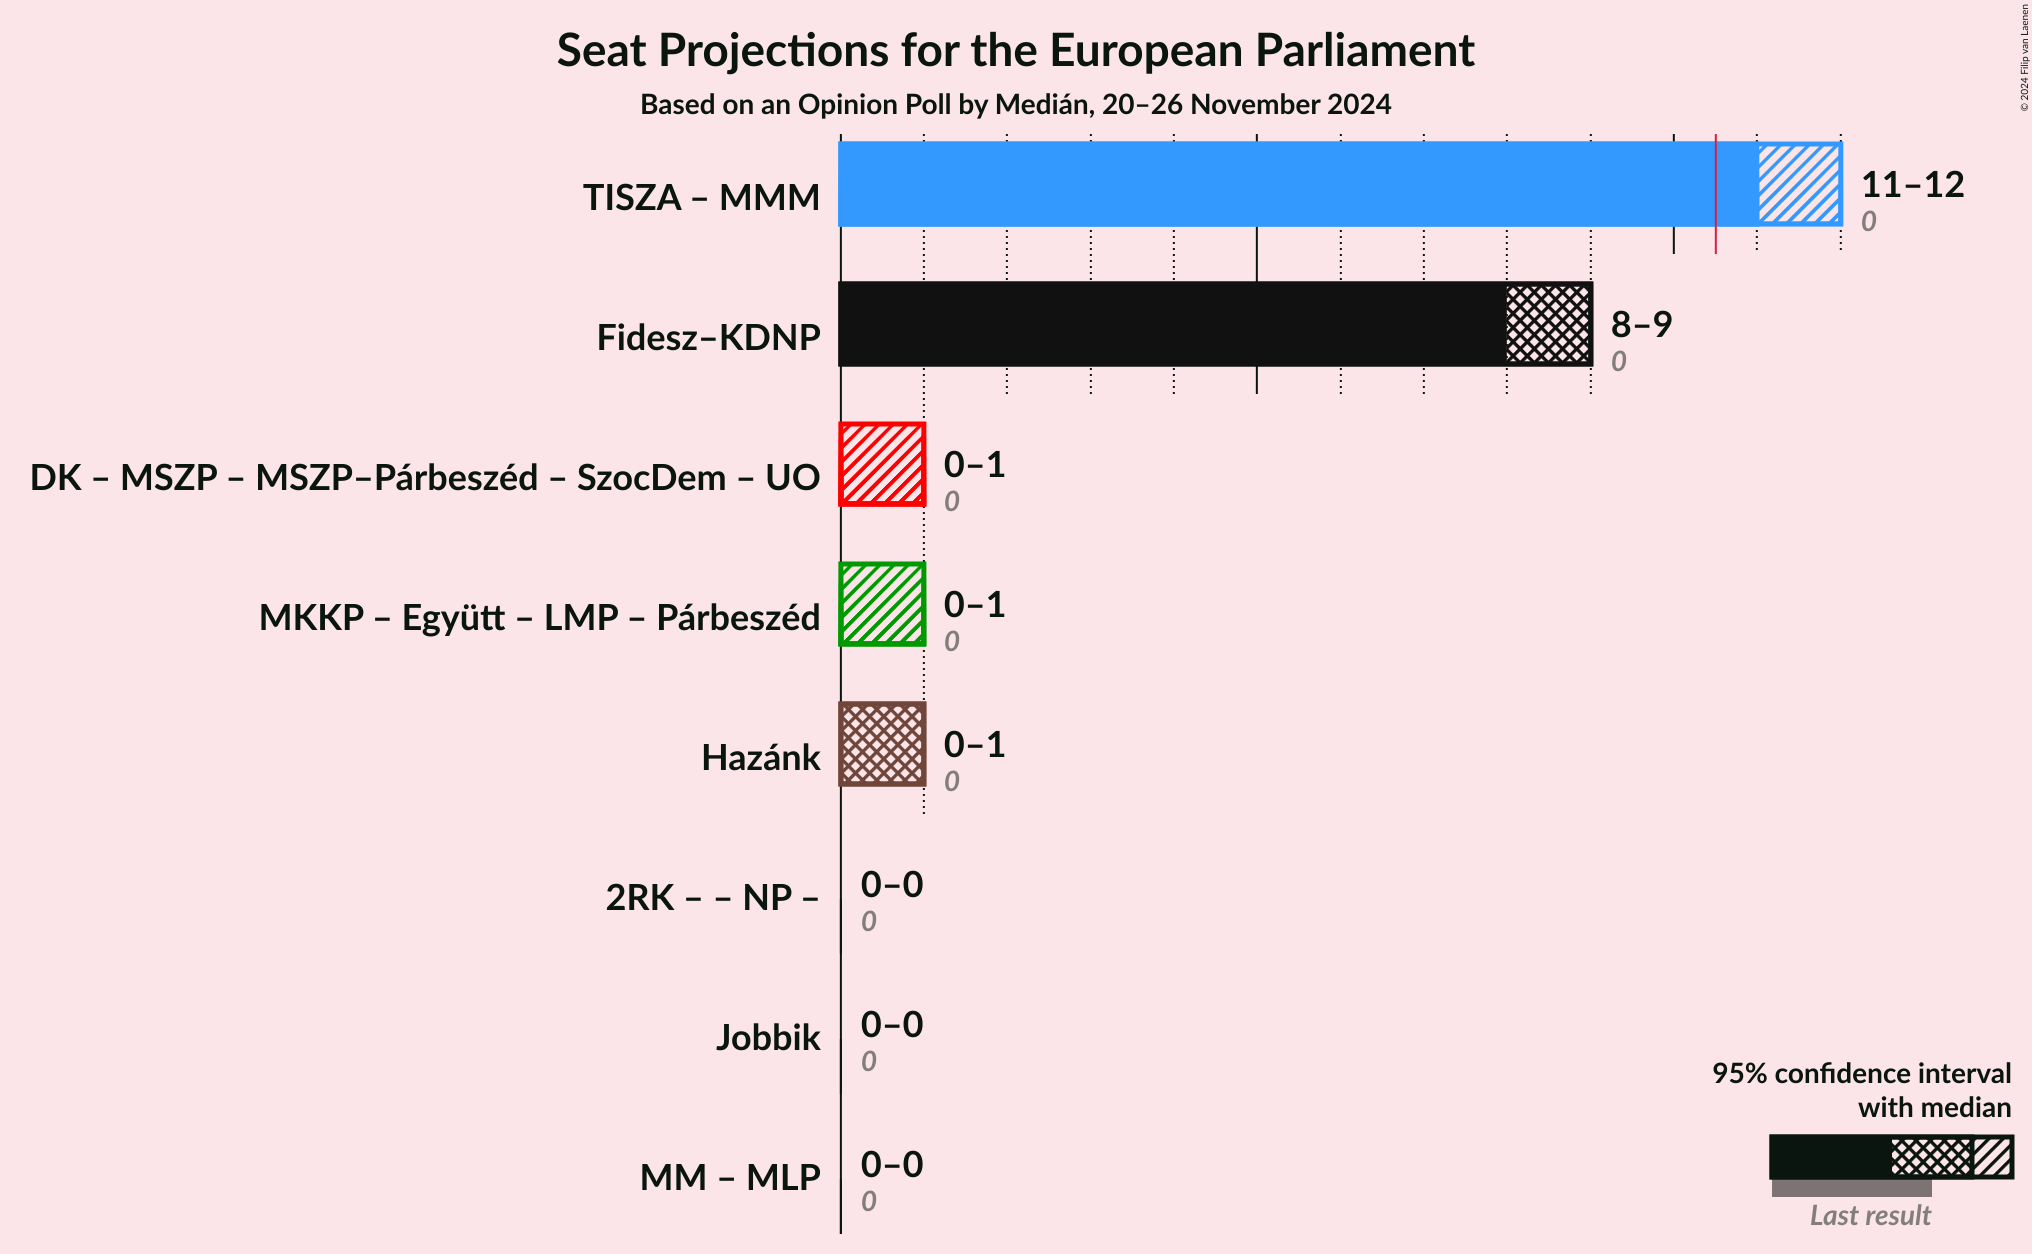 Seat Projections for the European Parliament
Based on an Opinion Poll by Medián, 20–26 November 2024
© 2024 Filip van Laenen
TISZA – MMM
11–12
0
Fidesz–KDNP
8–9
0
DK – MSZP – MSZP–Párbeszéd – SzocDem – UO
0–1
0
MKKP – Együtt – LMP – Párbeszéd
0–1
0
Hazánk
0–1
0
2RK – – NP –
0–0
0
Jobbik
0–0
0
MM – MLP
0–0
0
95% confidence interval
with median
Last result